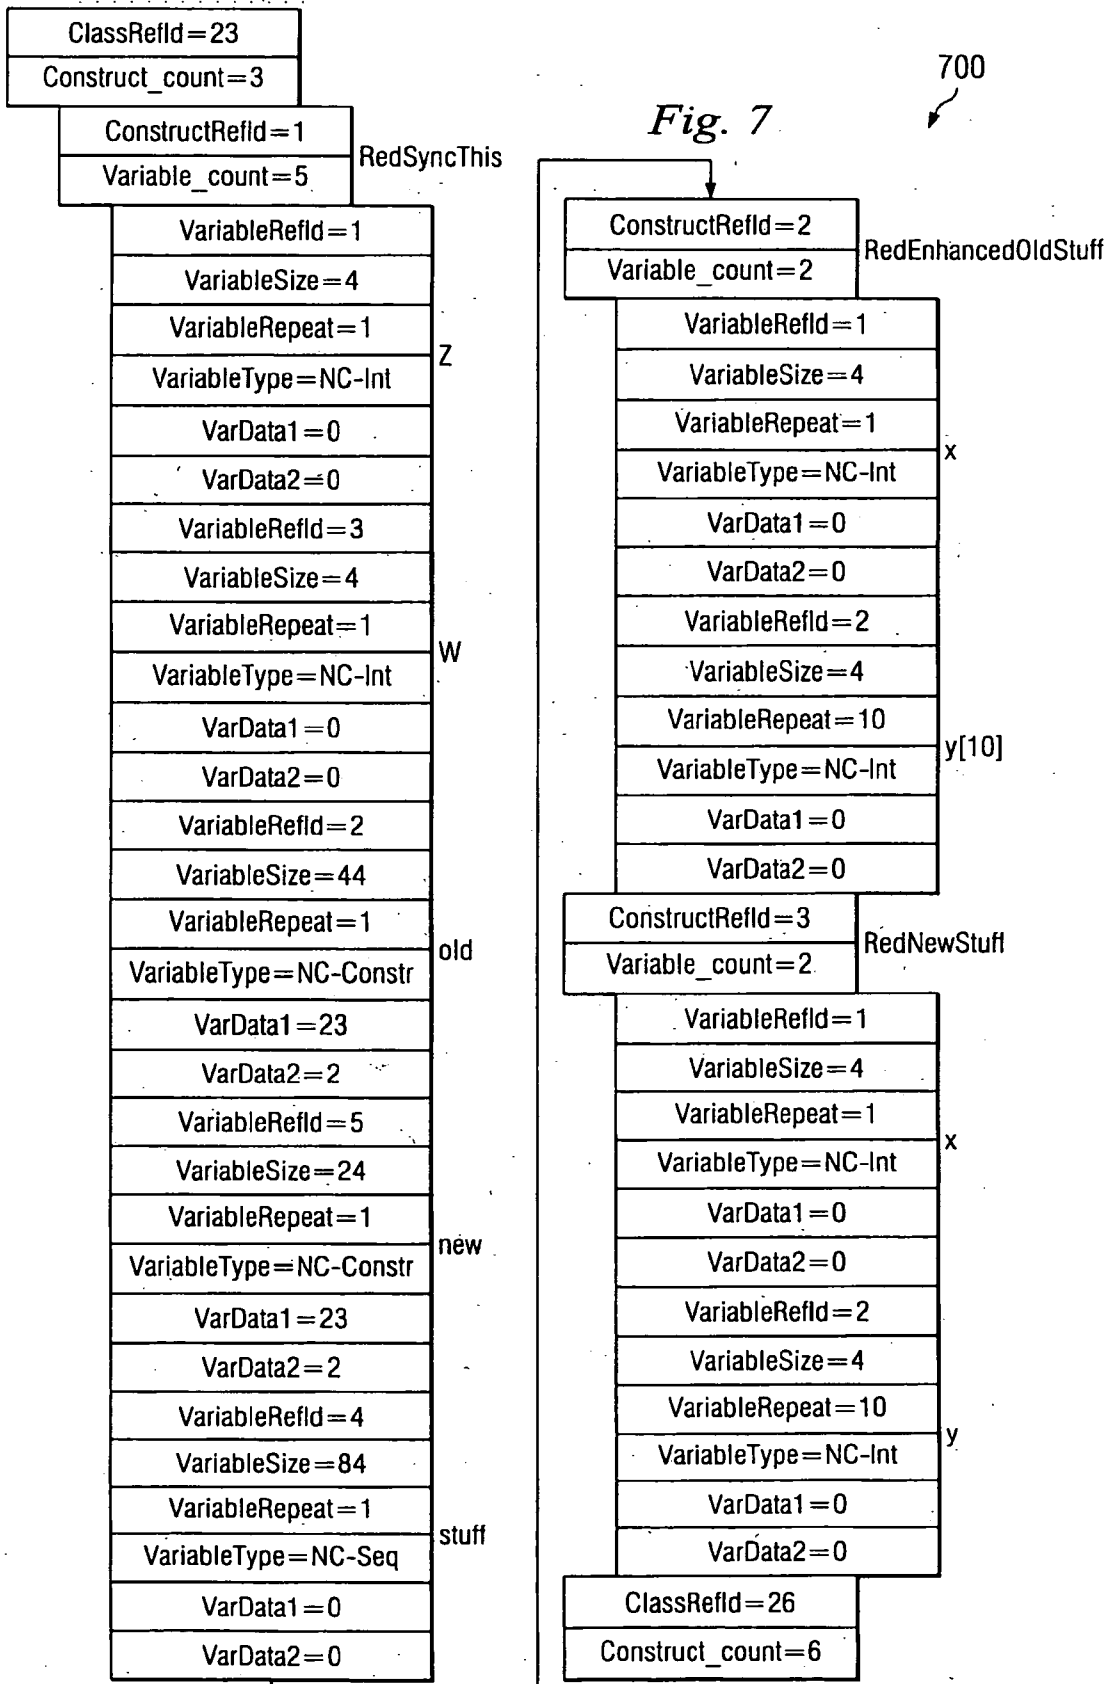 ClassRefId=23
Construct_count=3
ConstructRefId=1
RedSyncThis
Variable_count=5
VariableRefId=1
VariableSize=4
VariableRepeat=1
Z
VariableType=NC-Int
VarData1=0
VarData2=0
VariableRefId=3
VariableSize=4
VariableRepeat=1
W
VariableType=NC-Int
VarData1=0
VarData2=0
VariableRefId=2
VariableSize=44
VariableRepeat=1
old
VariableType=NC-Constr
VarData1=23
VarData2=2
VariableRefId=5
VariableSize=24
VariableRepeat=1
new
VariableType=NC-Constr
VarData1=23
VarData2=2
VariableRefId=4
VariableSize=84
VariableRepeat=1
stuff
VariableType=NC-Seq
VarData1=0
VarData2=0
700
Fig. 7
ConstructRefId=2
RedEnhancedOldStuff
Variable_count=2
VariableRefId=1
VariableSize=4
VariableRepeat=1
x
VariableType=NC-Int
VarData1=0
VarData2=0
VariableRefId=2
VariableSize=4
VariableRepeat=10
y[10]
VariableType=NC-Int
VarData1=0
VarData2=0
ConstructRefId=3
RedNewStuff
Variable_count=2
VariableRefId=1
VariableSize=4
VariableRepeat=1
x
VariableType=NC-Int
VarData1=0
VarData2=0
VariableRefId=2
VariableSize=4
VariableRepeat=10
y
VariableType=NC-Int
VarData1=0
VarData2=0
ClassRefId=26
Construct_count=6